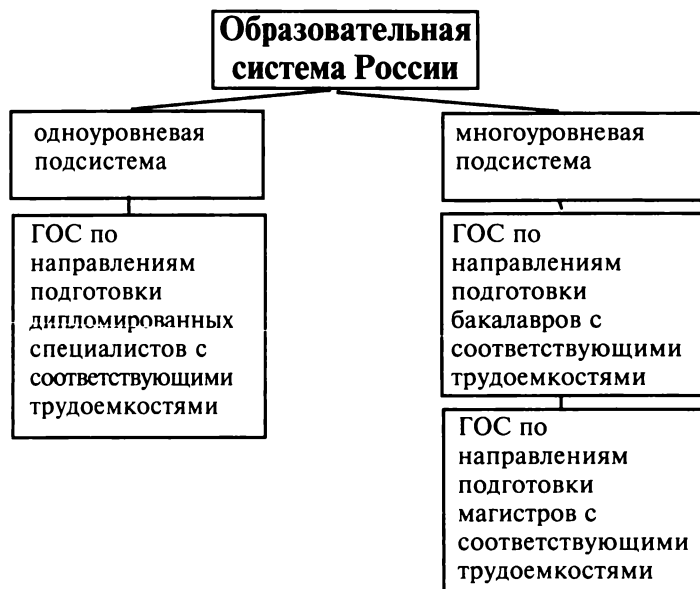 Образовательная
система России
одноуровневая
подсистема
многоуровневая
подсистема
ГОС по
направлениям
подготовки
дипломированных
специалистов с
соответствующими
трудоемкостями
ГОС по
направлениям
подготовки
бакалавров с
соответствующими
трудоемкостями
ГОС по
направлениям
подготовки
магистров с
соответствующими
трудоемкостями